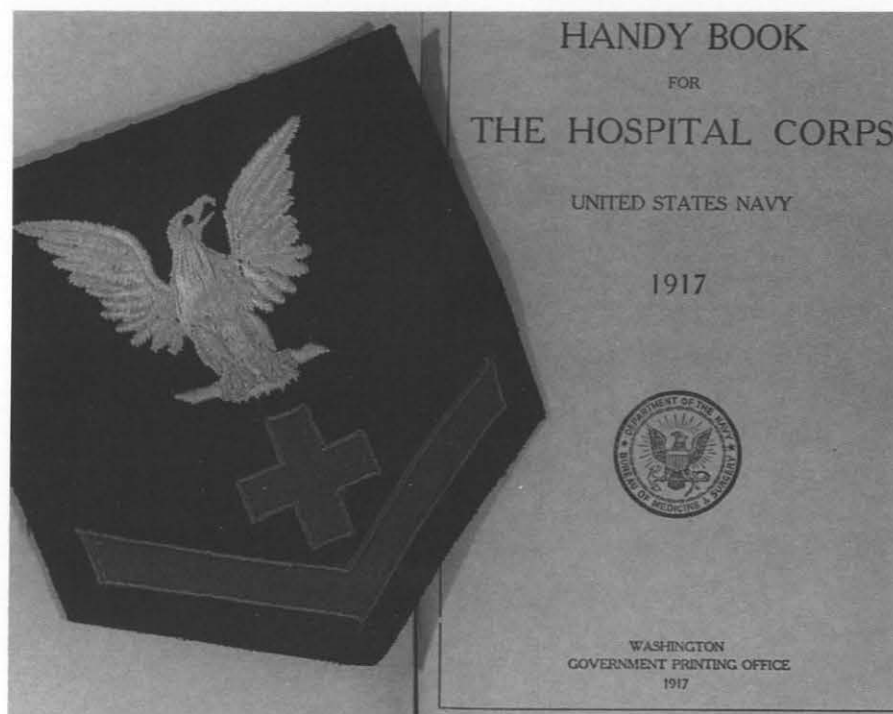 HANDY BOOK
FOR
THE HOSPITAL CORPS
UNITED STATES NAVY
1917
DEPARTMENT OF THE NAVY
BUREAU OF MEDICINE & SURGERY
WASHINGTON
GOVERNMENT PRINTING OFFICE
1917